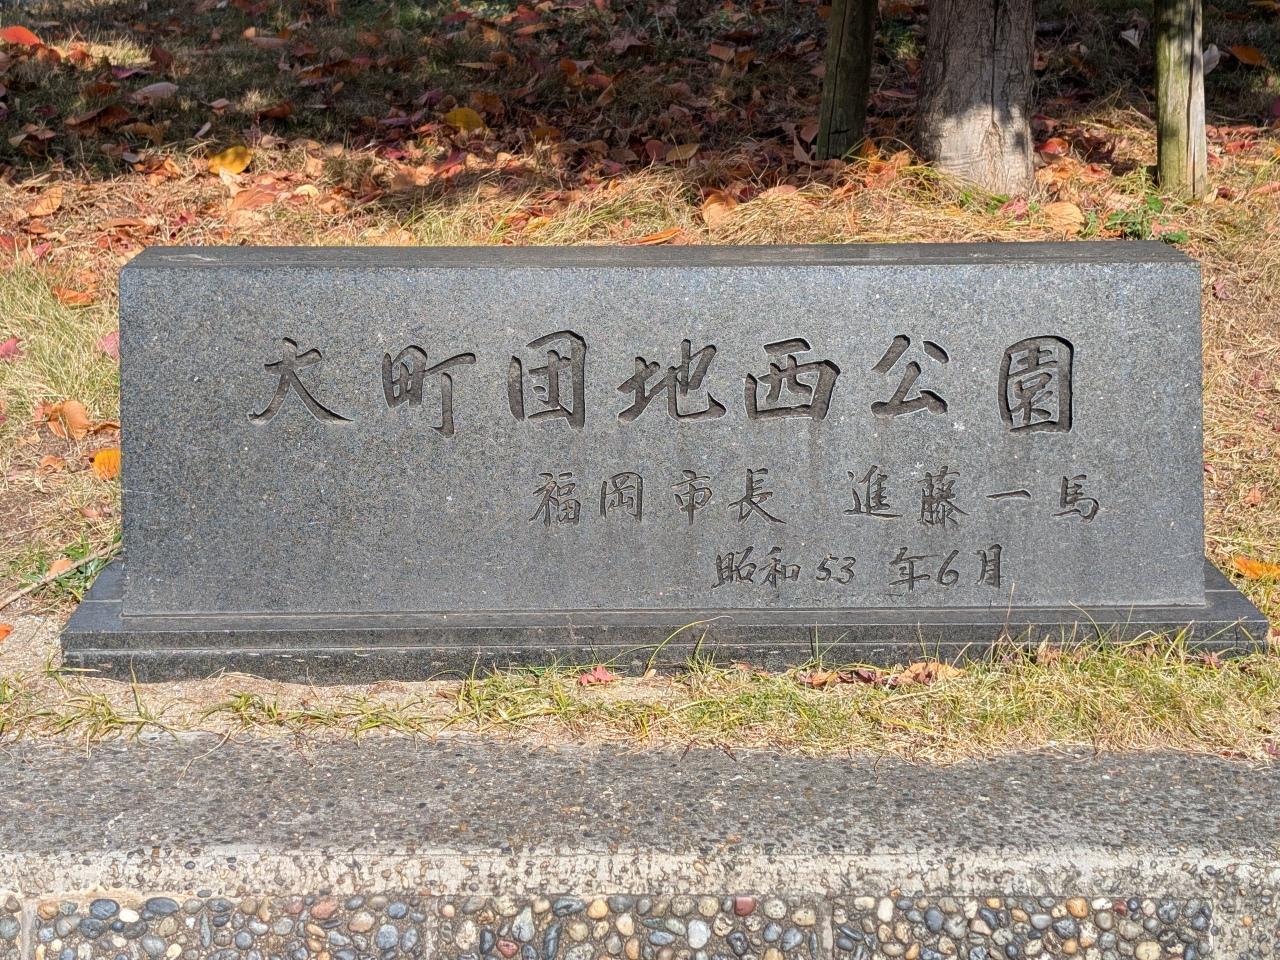 大町団地西公園
福岡市長 進藤一馬
昭和53年6月